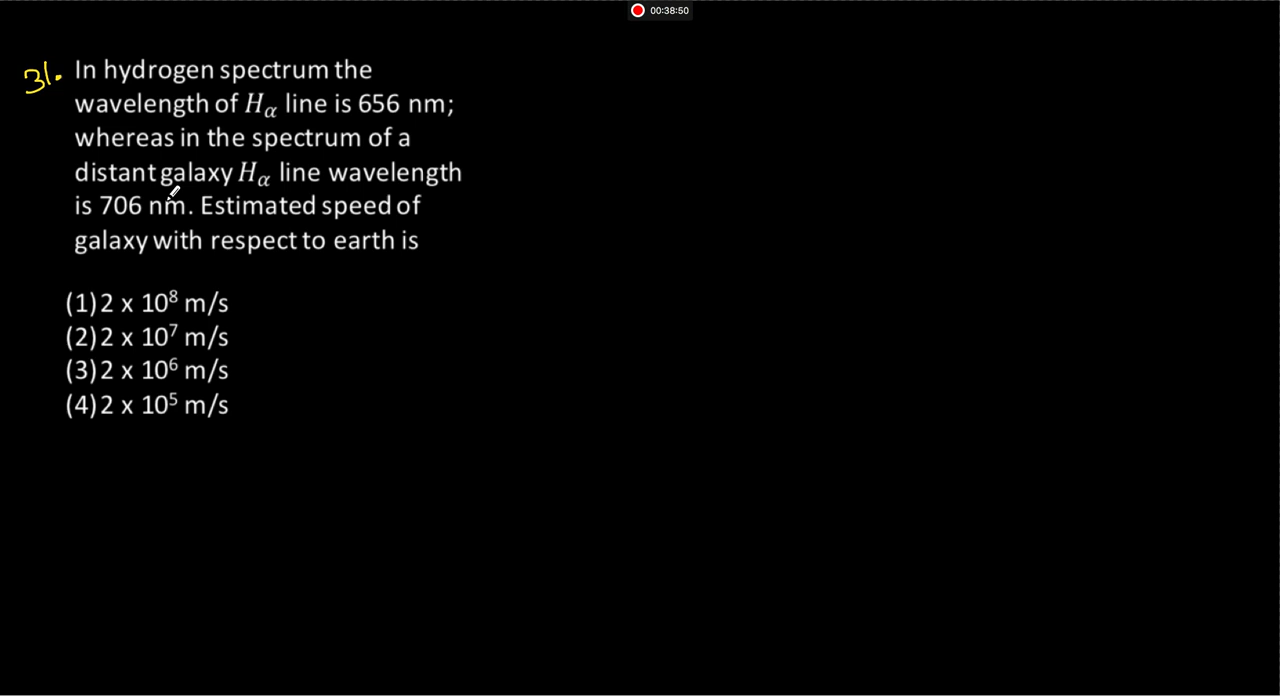 00:38:50
31. In hydrogen spectrum the
wavelength of Hα line is 656 nm;
whereas in the spectrum of a
distant galaxy Hα line wavelength
is 706 nm. Estimated speed of
galaxy with respect to earth is
(1) 2 x 10⁸ m/s
(2) 2 x 10⁷ m/s
(3) 2 x 10⁶ m/s
(4) 2 x 10⁵ m/s